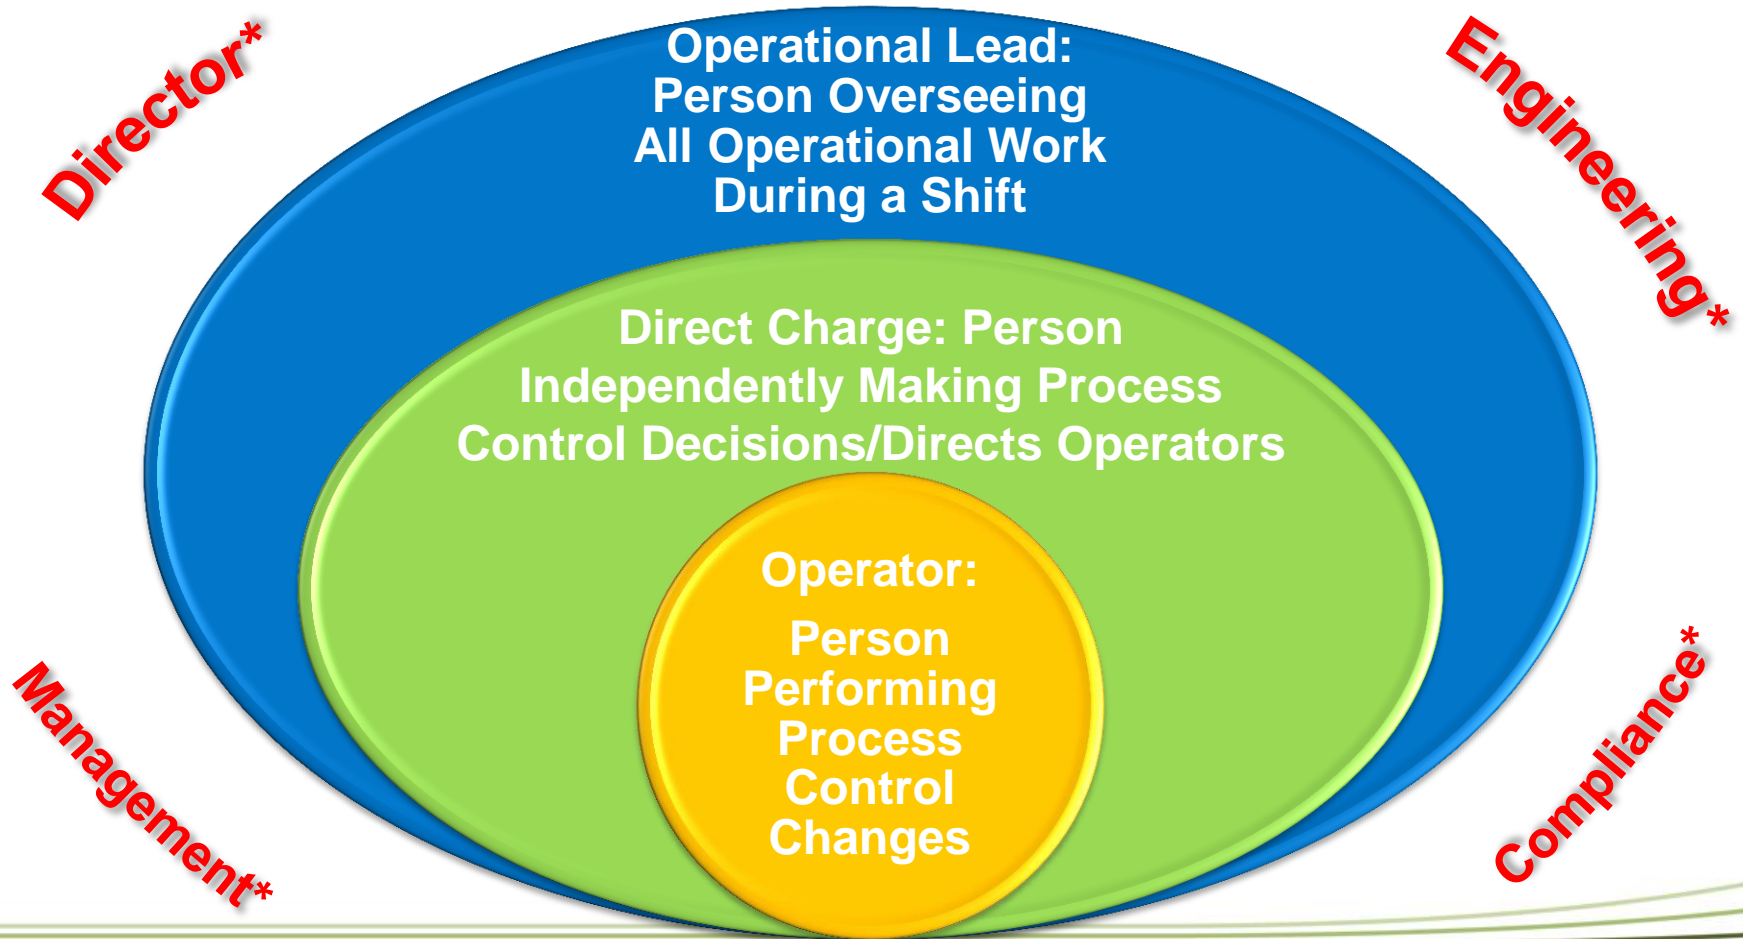 Director*
Engineering*
Operational Lead:
Person Overseeing
All Operational Work
During a Shift
Direct Charge: Person
Independently Making Process
Control Decisions/Directs Operators
Operator:
Person
Performing
Process
Control
Changes
Management*
Compliance*